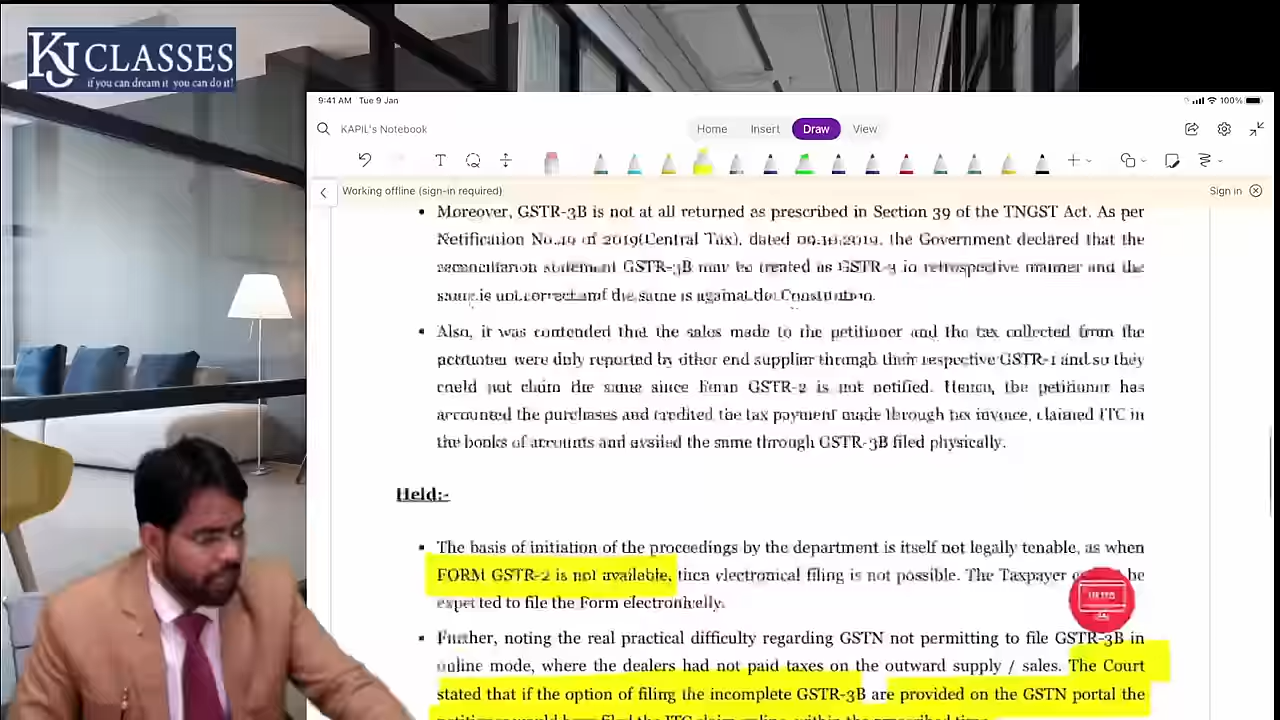 KJ CLASSES
if you can dream it you can do it!
9:41 AM Tue 9 Jan
100%
KAPIL's Notebook
Home Insert Draw View
Working offline (sign-in required)
Sign in
Moreover, GSTR-3B is not at all returned as prescribed in Section 39 of the TNGST Act. As per
Notification No. of 2019(Central Tax), dated the Government declared that the
statement GSTR-3B may be treated as in retrospective manner and the
same is not correct and the same is against the Constitution.
Also, it was contended that the sales made to the petitioner and the tax collected from the
were duly reported by other end supplier through their respective GSTR-1 and so they
could not claim the same since Form GSTR-2 is not notified. Hence, the petitioner has
accounted the purchases and credited the tax payment made through tax invoice, claimed ITC in
the books of accounts and availed the same through GSTR-3B filed physically.
Held:-
The basis of initiation of the proceedings by the department is itself not legally tenable, as when
FORM GSTR-2 is not available, then electronical filing is not possible. The Taxpayer be
expected to file the Form electronically.
Further, noting the real practical difficulty regarding GSTN not permitting to file GSTR-3B in
online mode, where the dealers had not paid taxes on the outward supply / sales. The Court
stated that if the option of filing the incomplete GSTR-3B are provided on the GSTN portal the